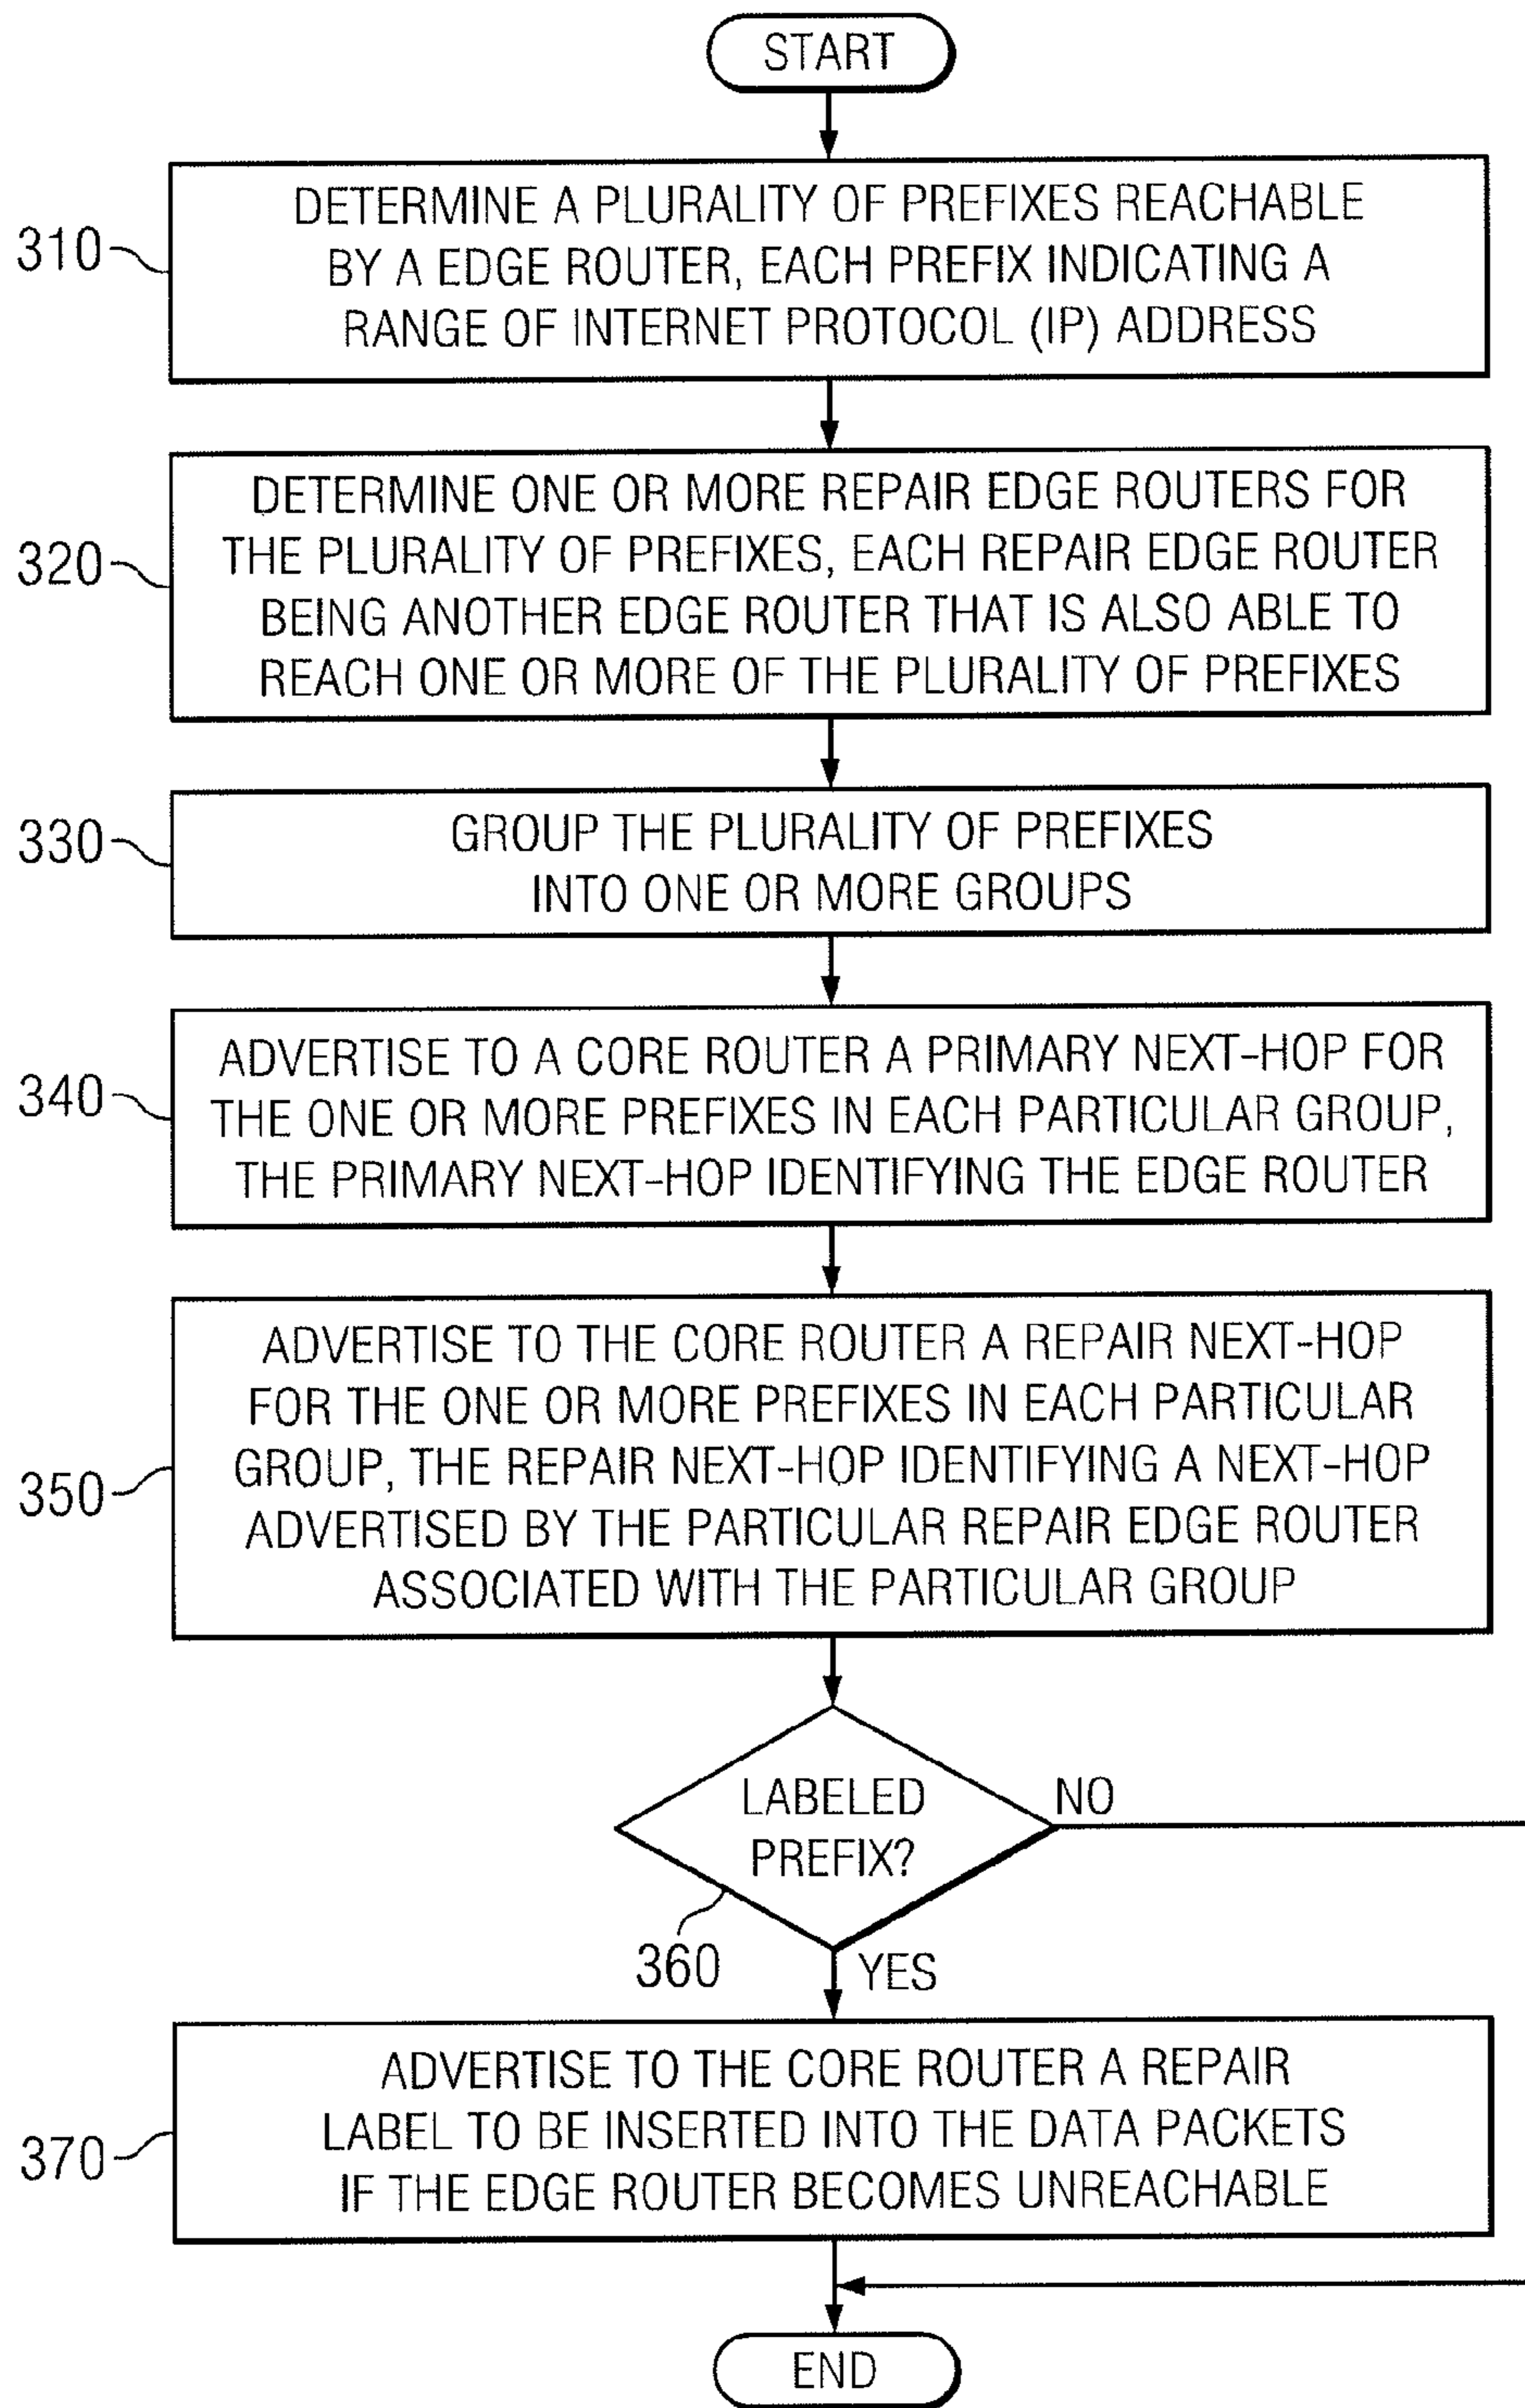 START
310
DETERMINE A PLURALITY OF PREFIXES REACHABLE
BY A EDGE ROUTER, EACH PREFIX INDICATING A
RANGE OF INTERNET PROTOCOL (IP) ADDRESS
320
DETERMINE ONE OR MORE REPAIR EDGE ROUTERS FOR
THE PLURALITY OF PREFIXES, EACH REPAIR EDGE ROUTER
BEING ANOTHER EDGE ROUTER THAT IS ALSO ABLE TO
REACH ONE OR MORE OF THE PLURALITY OF PREFIXES
330
GROUP THE PLURALITY OF PREFIXES
INTO ONE OR MORE GROUPS
340
ADVERTISE TO A CORE ROUTER A PRIMARY NEXT-HOP FOR
THE ONE OR MORE PREFIXES IN EACH PARTICULAR GROUP,
THE PRIMARY NEXT-HOP IDENTIFYING THE EDGE ROUTER
350
ADVERTISE TO THE CORE ROUTER A REPAIR NEXT-HOP
FOR THE ONE OR MORE PREFIXES IN EACH PARTICULAR
GROUP, THE REPAIR NEXT-HOP IDENTIFYING A NEXT-HOP
ADVERTISED BY THE PARTICULAR REPAIR EDGE ROUTER
ASSOCIATED WITH THE PARTICULAR GROUP
LABELED
PREFIX?
NO
360
YES
370
ADVERTISE TO THE CORE ROUTER A REPAIR
LABEL TO BE INSERTED INTO THE DATA PACKETS
IF THE EDGE ROUTER BECOMES UNREACHABLE
END